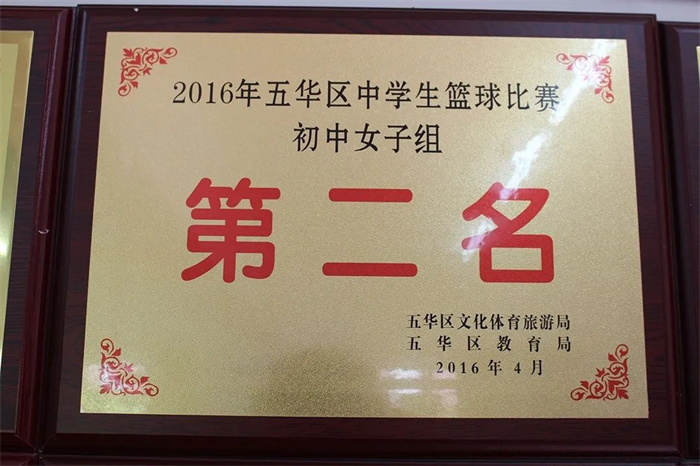 2016年五华区中学生篮球比赛
初中女子组
第二名
五华区文化体育旅游局
五华区教育局
2016年4月